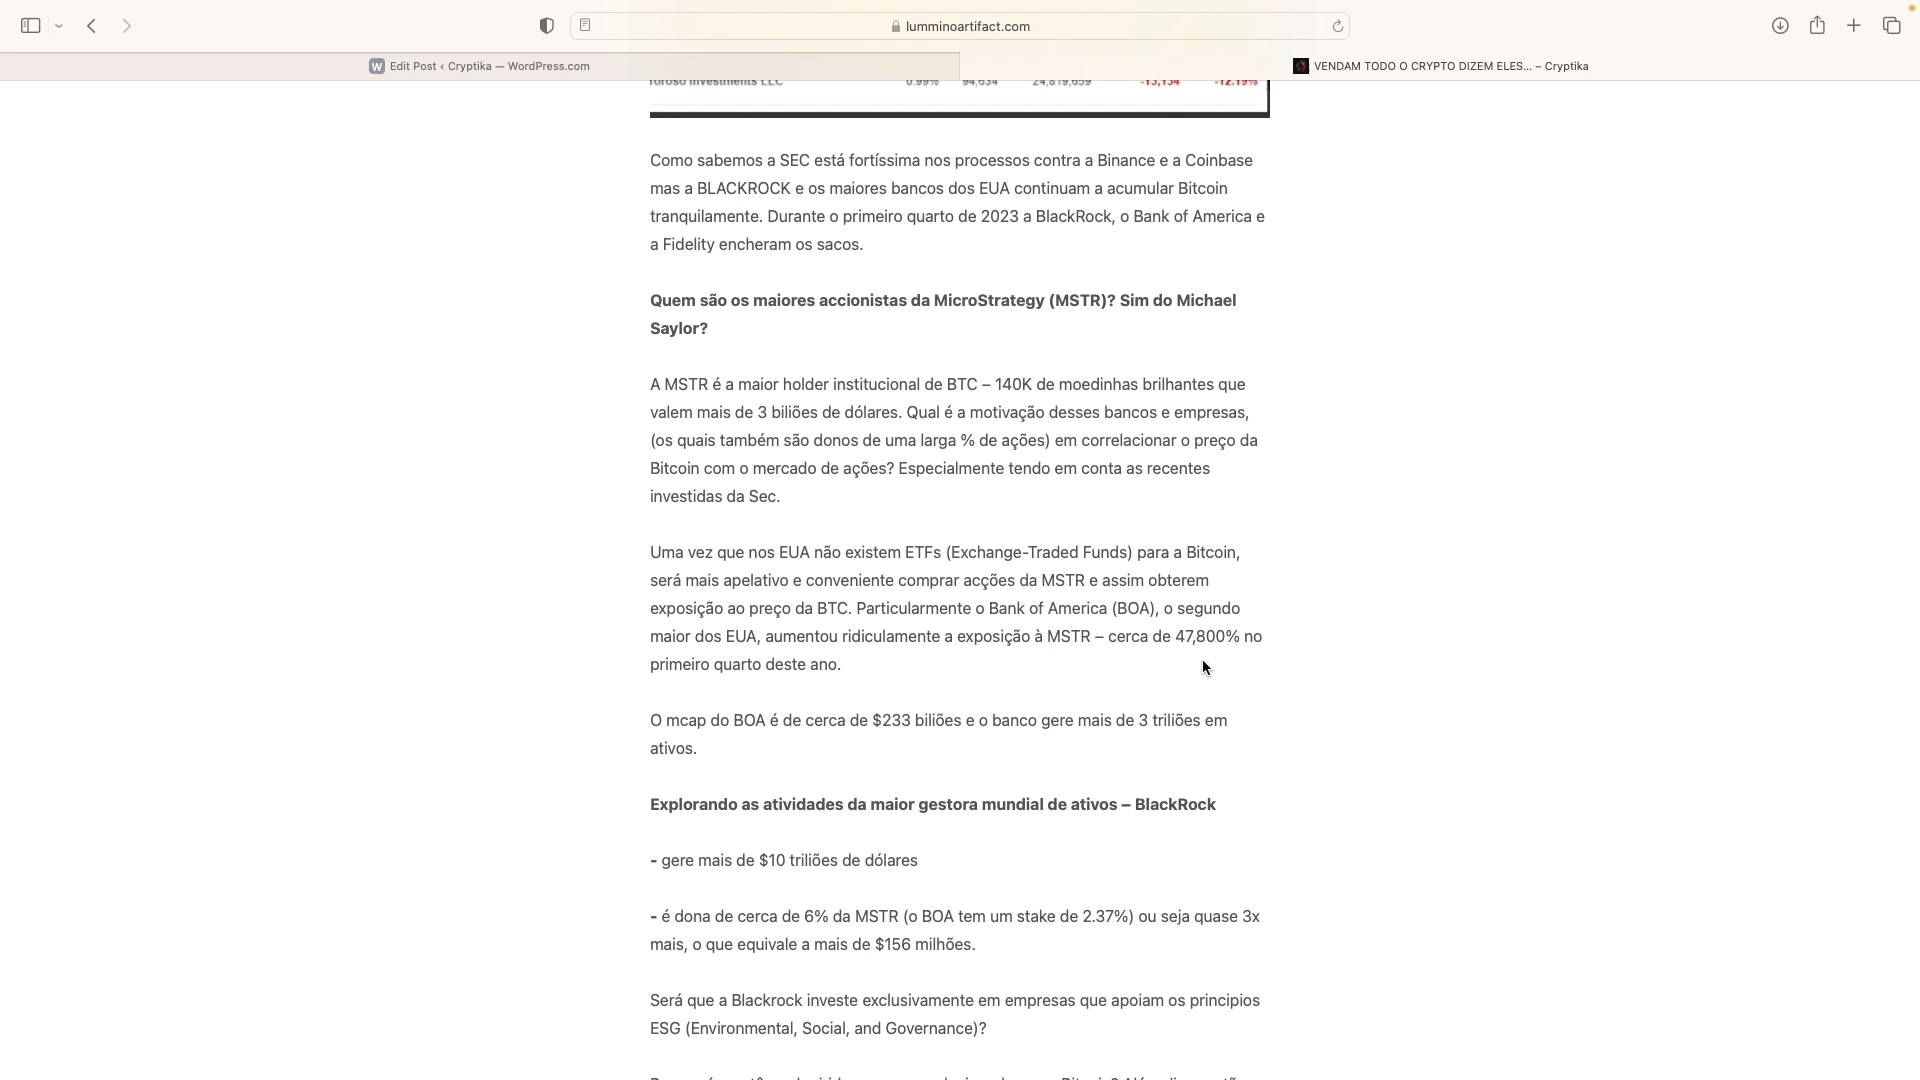 lumminoartifact.com
W Edit Post ‹ Cryptika — WordPress.com
VENDAM TODO O CRYPTO DIZEM ELES... – Cryptika
Toroso Investments LLC 0.99% 94,634 24,819,659 -13,134 -12.19%
Como sabemos a SEC está fortíssima nos processos contra a Binance e a Coinbase
mas a BLACKROCK e os maiores bancos dos EUA continuam a acumular Bitcoin
tranquilamente. Durante o primeiro quarto de 2023 a BlackRock, o Bank of America e
a Fidelity encheram os sacos.
Quem são os maiores accionistas da MicroStrategy (MSTR)? Sim do Michael
Saylor?
A MSTR é a maior holder institucional de BTC – 140K de moedinhas brilhantes que
valem mais de 3 biliões de dólares. Qual é a motivação desses bancos e empresas,
(os quais também são donos de uma larga % de ações) em correlacionar o preço da
Bitcoin com o mercado de ações? Especialmente tendo em conta as recentes
investidas da Sec.
Uma vez que nos EUA não existem ETFs (Exchange-Traded Funds) para a Bitcoin,
será mais apelativo e conveniente comprar acções da MSTR e assim obterem
exposição ao preço da BTC. Particularmente o Bank of America (BOA), o segundo
maior dos EUA, aumentou ridiculamente a exposição à MSTR – cerca de 47,800% no
primeiro quarto deste ano.
O mcap do BOA é de cerca de $233 biliões e o banco gere mais de 3 triliões em
ativos.
Explorando as atividades da maior gestora mundial de ativos – BlackRock
- gere mais de $10 triliões de dólares
- é dona de cerca de 6% da MSTR (o BOA tem um stake de 2.37%) ou seja quase 3x
mais, o que equivale a mais de $156 milhões.
Será que a Blackrock investe exclusivamente em empresas que apoiam os principios
ESG (Environmental, Social, and Governance)?